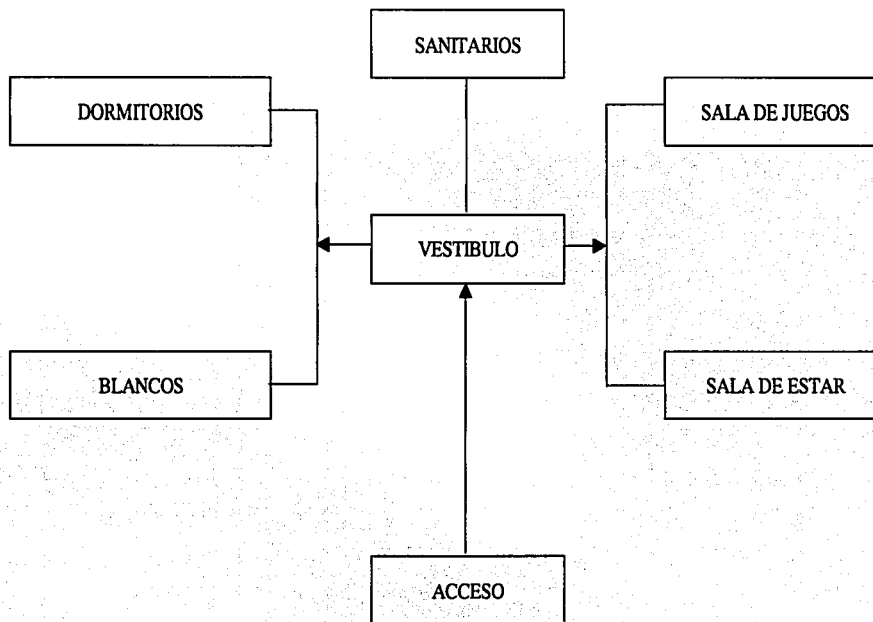 SANITARIOS
DORMITORIOS
SALA DE JUEGOS
VESTIBULO
BLANCOS
SALA DE ESTAR
ACCESO